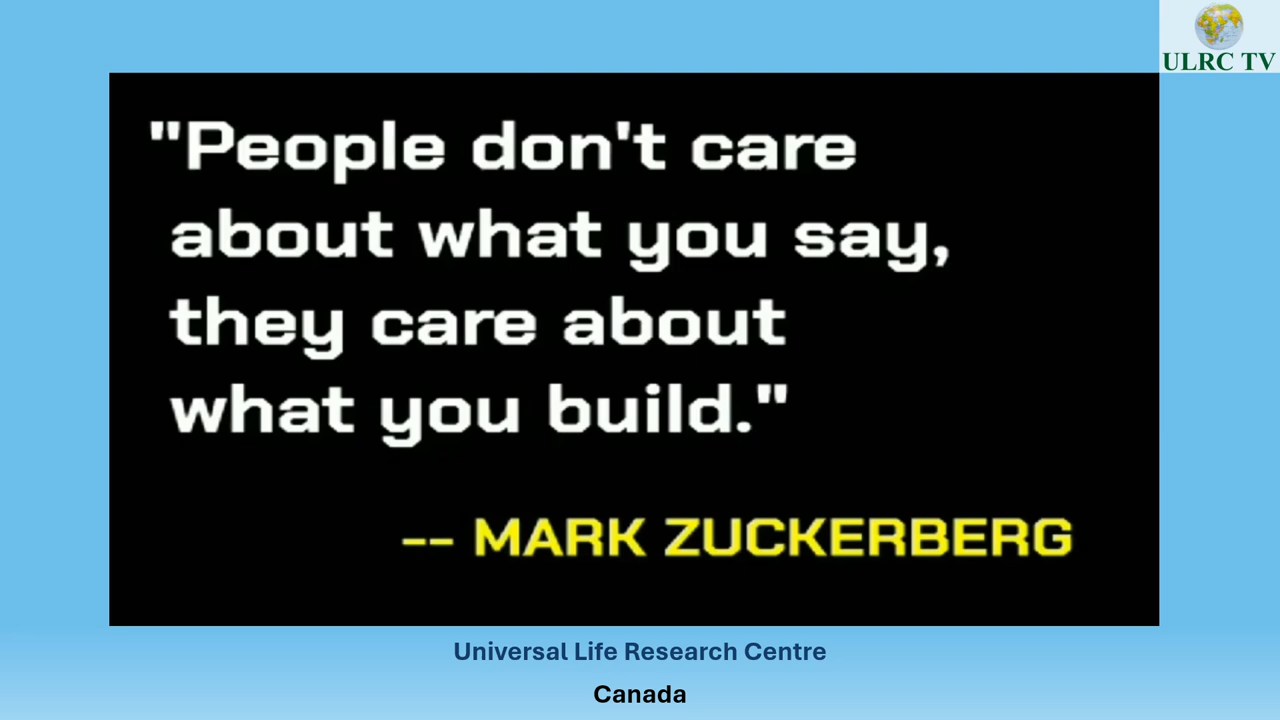 ULRC TV
"People don't care
about what you say,
they care about
what you build."
-- MARK ZUCKERBERG
Universal Life Research Centre
Canada